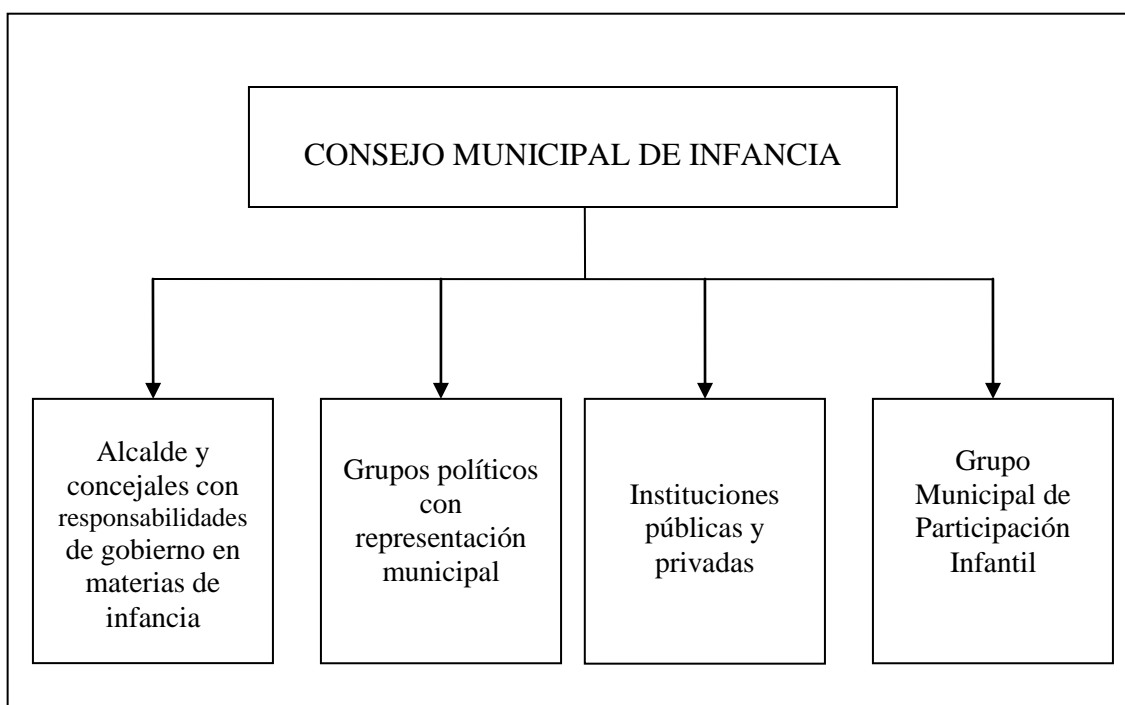 CONSEJO MUNICIPAL DE INFANCIA
Alcalde y
concejales con
responsabilidades
de gobierno en
materias de
infancia
Grupos políticos
con
representación
municipal
Instituciones
públicas y
privadas
Grupo
Municipal de
Participación
Infantil